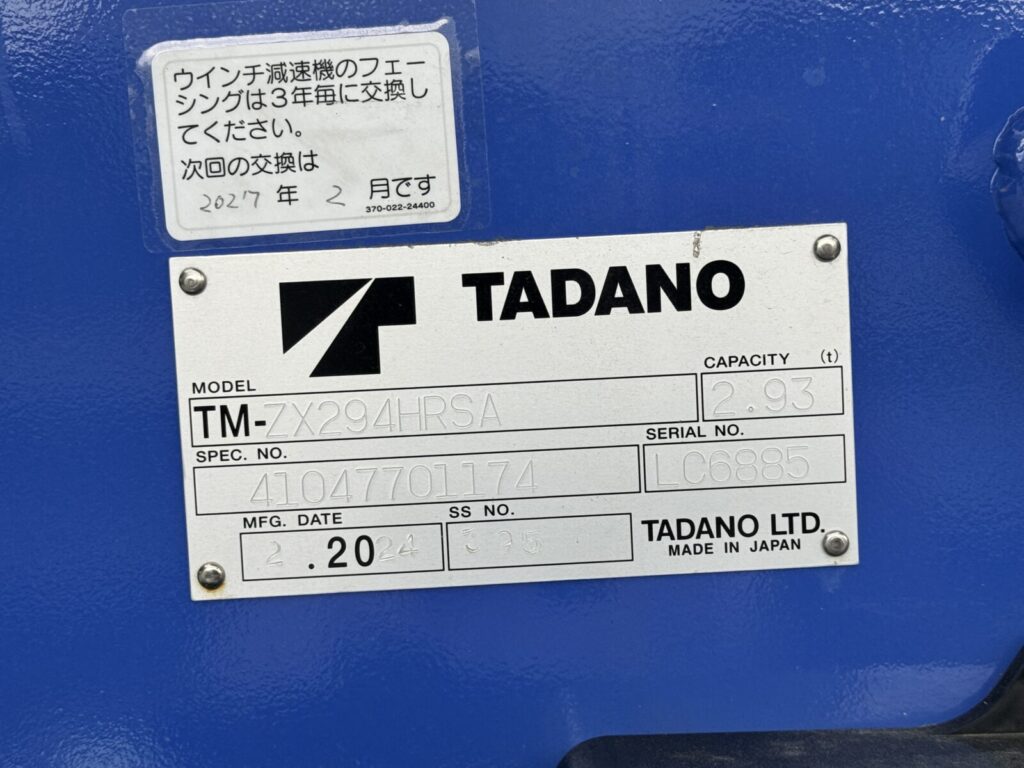 ウインチ減速機のフェー
シングは3年毎に交換し
てください。
次回の交換は
2027 年 2 月です
370-022-24400
TADANO
MODEL
TM-ZX294HRSA
CAPACITY (t)
2.93
SPEC. NO.
41047701174
SERIAL NO.
LC6885
MFG. DATE
2 .2024
SS NO.
395
TADANO LTD.
MADE IN JAPAN